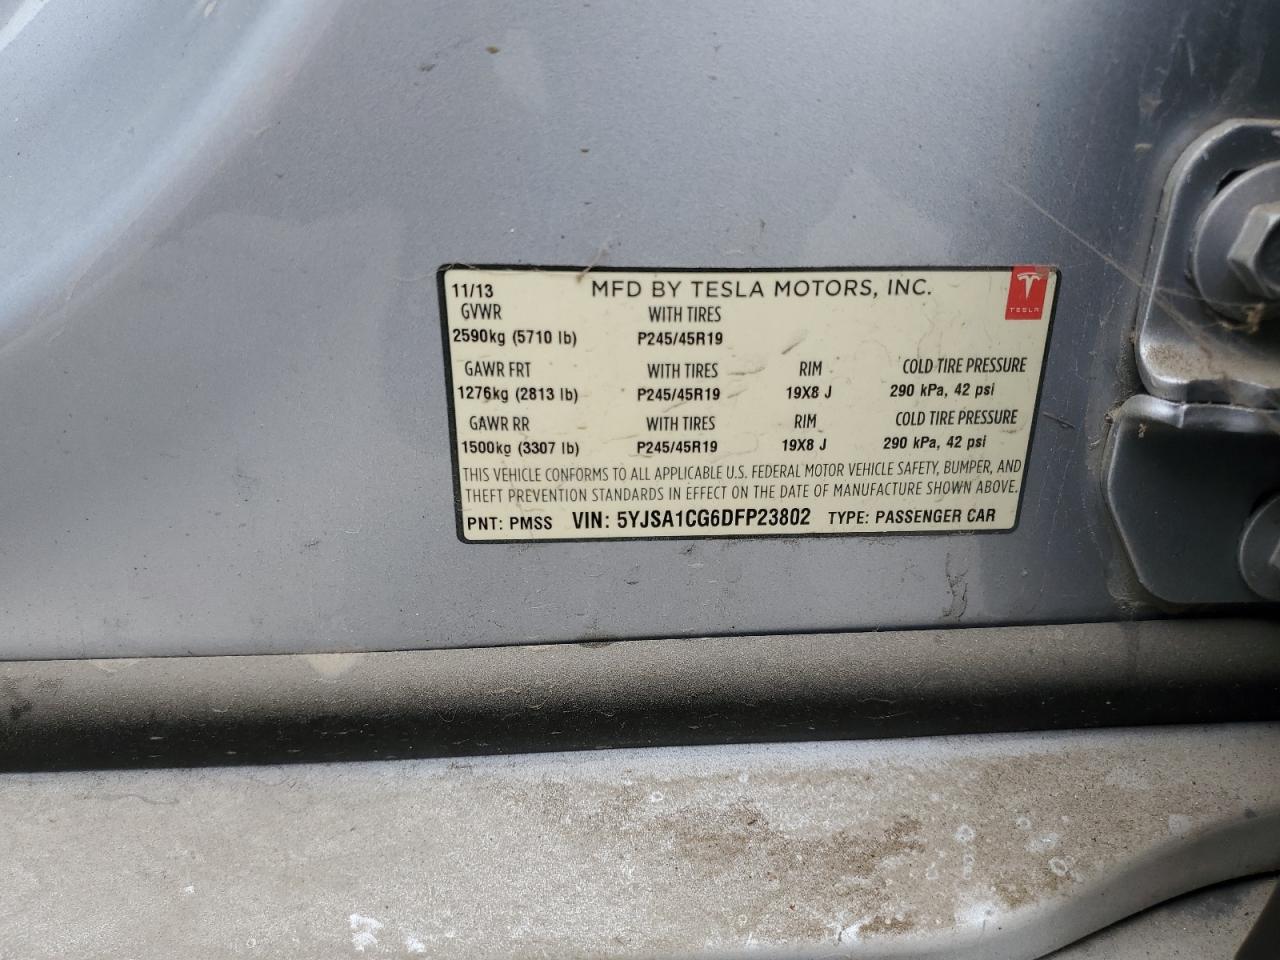 11/13 MFD BY TESLA MOTORS, INC.
TESLA
GVWR WITH TIRES
2590kg (5710 lb) P245/45R19
GAWR FRT WITH TIRES RIM COLD TIRE PRESSURE
1276kg (2813 lb) P245/45R19 19X8 J 290 kPa, 42 psi
GAWR RR WITH TIRES RIM COLD TIRE PRESSURE
1500kg (3307 lb) P245/45R19 19X8 J 290 kPa, 42 psi
THIS VEHICLE CONFORMS TO ALL APPLICABLE U.S. FEDERAL MOTOR VEHICLE SAFETY, BUMPER, AND
THEFT PREVENTION STANDARDS IN EFFECT ON THE DATE OF MANUFACTURE SHOWN ABOVE.
PNT: PMSS VIN: 5YJSA1CG6DFP23802 TYPE: PASSENGER CAR